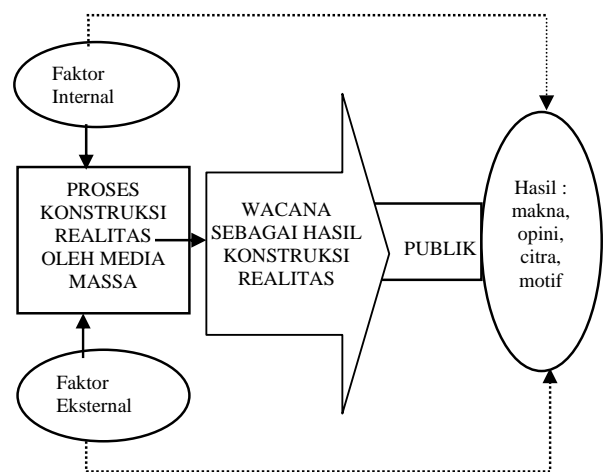 Faktor
Internal
PROSES
KONSTRUKSI
REALITAS
OLEH MEDIA
MASSA
Faktor
Eksternal
WACANA
SEBAGAI HASIL
KONSTRUKSI
REALITAS
PUBLIK
Hasil :
makna,
opini,
citra,
motif